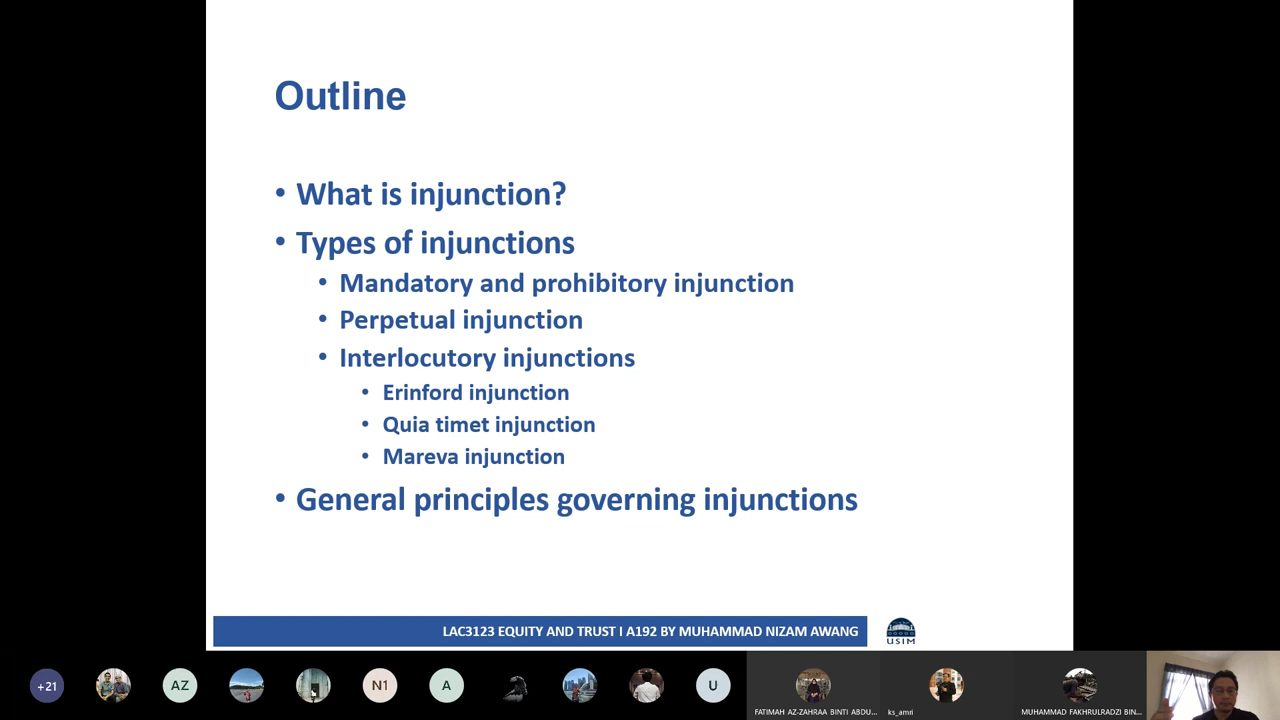 Outline
• What is injunction?
• Types of injunctions
• Mandatory and prohibitory injunction
• Perpetual injunction
• Interlocutory injunctions
• Erinford injunction
• Quia timet injunction
• Mareva injunction
• General principles governing injunctions
LAC3123 EQUITY AND TRUST I A192 BY MUHAMMAD NIZAM AWANG
USIM
+21
AZ
N1
A
U
FATIMAH AZ-ZAHRAA BINTI ABDU...
ks_amri
MUHAMMAD FAKHRULRADZI BIN...